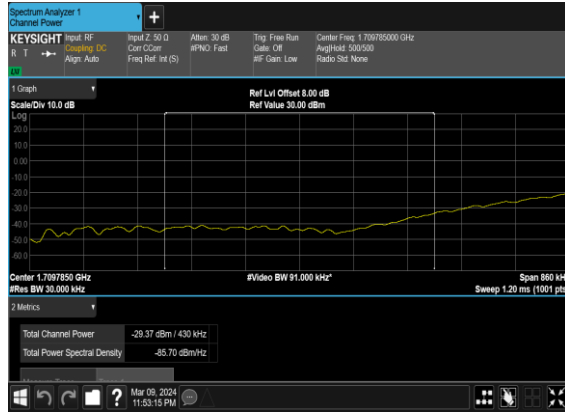 Spectrum Analyzer 1
Channel Power
+
KEYSIGHT Input: RF Input Z: 50 Ω Atten: 30 dB Trig: Free Run Center Freq: 1.709785000 GHz
R T Coupling: DC Corr CCorr #PNO: Fast Gate: Off Avg|Hold: 500/500
Align: Auto Freq Ref: Int (S) #IF Gain: Low Radio Std: None
1 Graph
Ref Lvl Offset 8.00 dB
Scale/Div 10.0 dB Ref Value 30.00 dBm
Log
20.0
10.0
0.00
-10.0
-20.0
-30.0
-40.0
-50.0
-60.0
Center 1.7097850 GHz #Video BW 91.000 kHz* Span 860 kH
#Res BW 30.000 kHz Sweep 1.20 ms (1001 pts
2 Metrics
Total Channel Power -29.37 dBm / 430 kHz
Total Power Spectral Density -85.70 dBm/Hz
?
Mar 09, 2024
11:53:15 PM